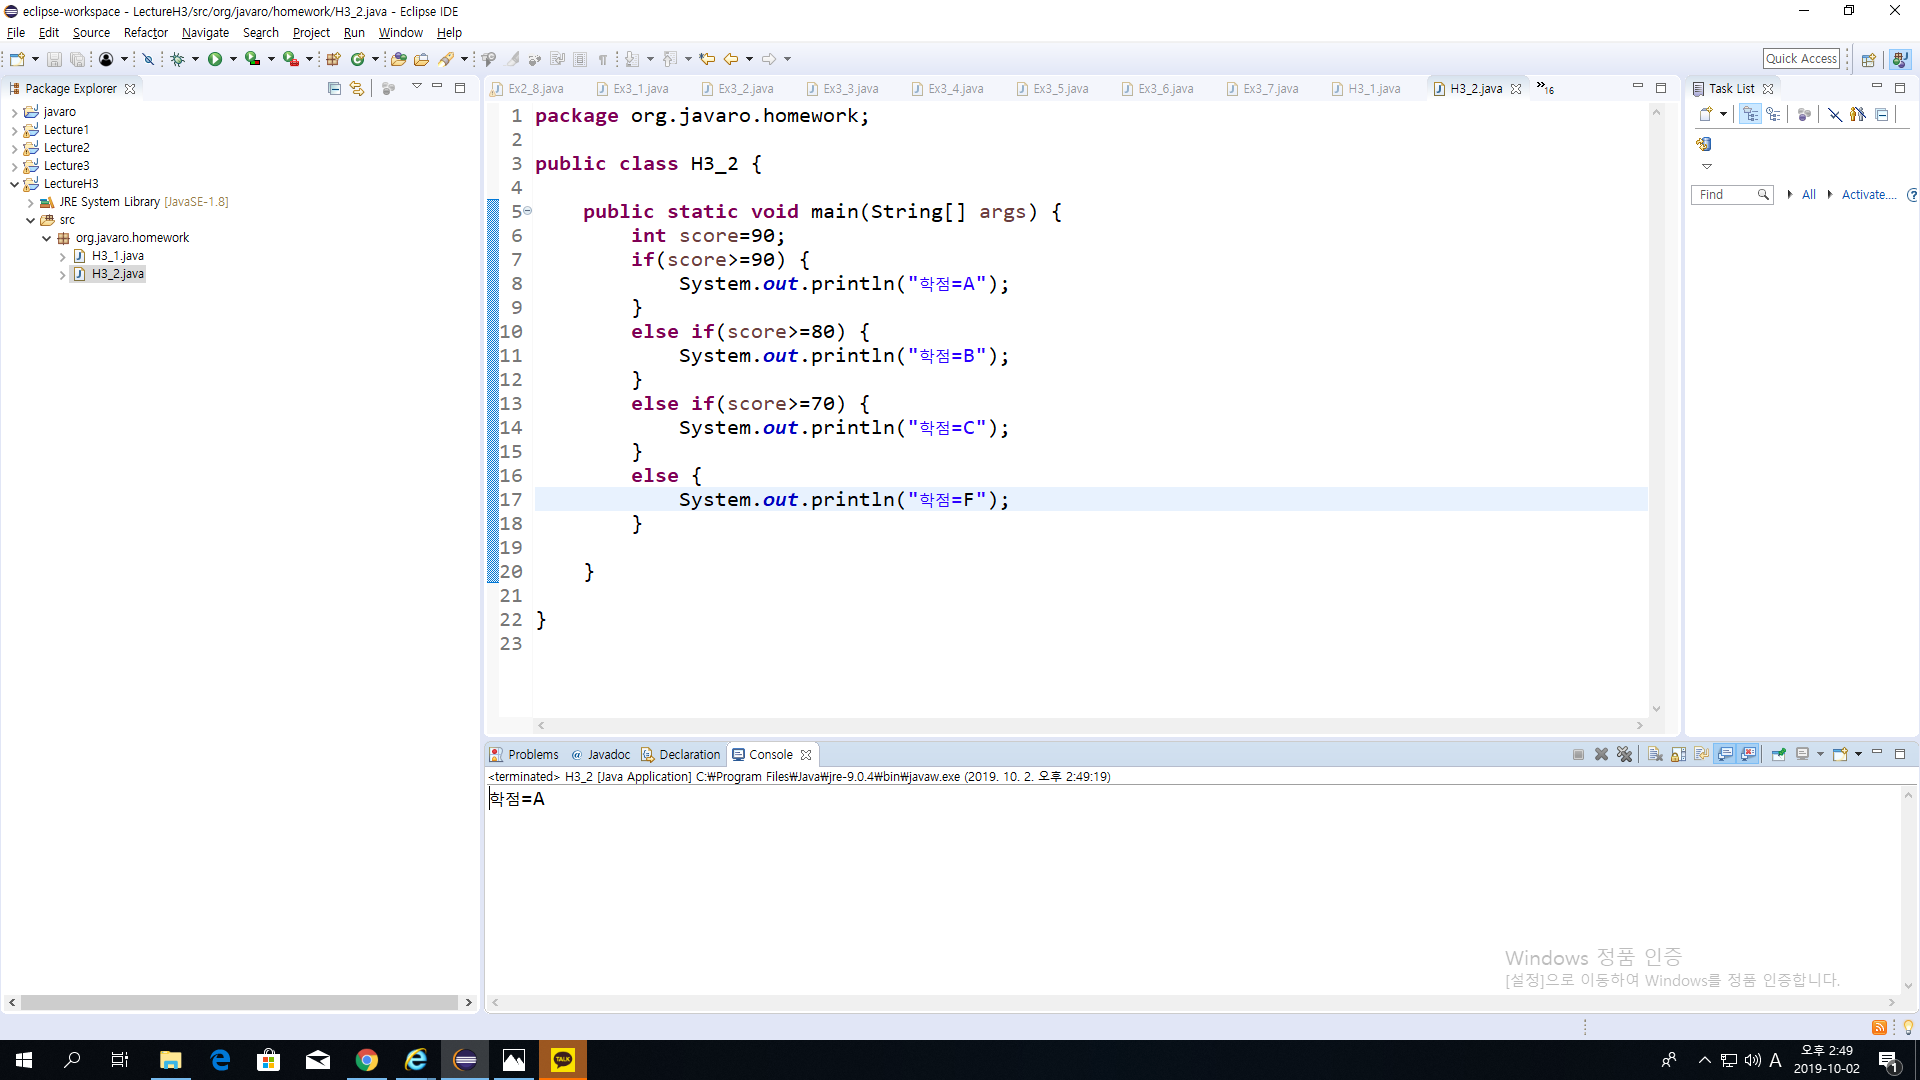 eclipse-workspace - LectureH3/src/org/javaro/homework/H3_2.java - Eclipse IDE
File Edit Source Refactor Navigate Search Project Run Window Help
Quick Access
Package Explorer
javaro
Lecture1
Lecture2
Lecture3
LectureH3
JRE System Library [JavaSE-1.8]
src
org.javaro.homework
H3_1.java
H3_2.java
Ex2_8.java Ex3_1.java Ex3_2.java Ex3_3.java Ex3_4.java Ex3_5.java Ex3_6.java Ex3_7.java H3_1.java H3_2.java »16
1 package org.javaro.homework;
2
3 public class H3_2 {
4
5 public static void main(String[] args) {
6 int score=90;
7 if(score>=90) {
8 System.out.println("학점=A");
9 }
10 else if(score>=80) {
11 System.out.println("학점=B");
12 }
13 else if(score>=70) {
14 System.out.println("학점=C");
15 }
16 else {
17 System.out.println("학점=F");
18 }
19
20 }
21
22 }
23
Task List
Find All Activate...
Problems @ Javadoc Declaration Console
<terminated> H3_2 [Java Application] C:₩Program Files₩Java₩jre-9.0.4₩bin₩javaw.exe (2019. 10. 2. 오후 2:49:19)
학점=A
Windows 정품 인증
[설정]으로 이동하여 Windows를 정품 인증합니다.
TALK
A
오후 2:49
2019-10-02
1